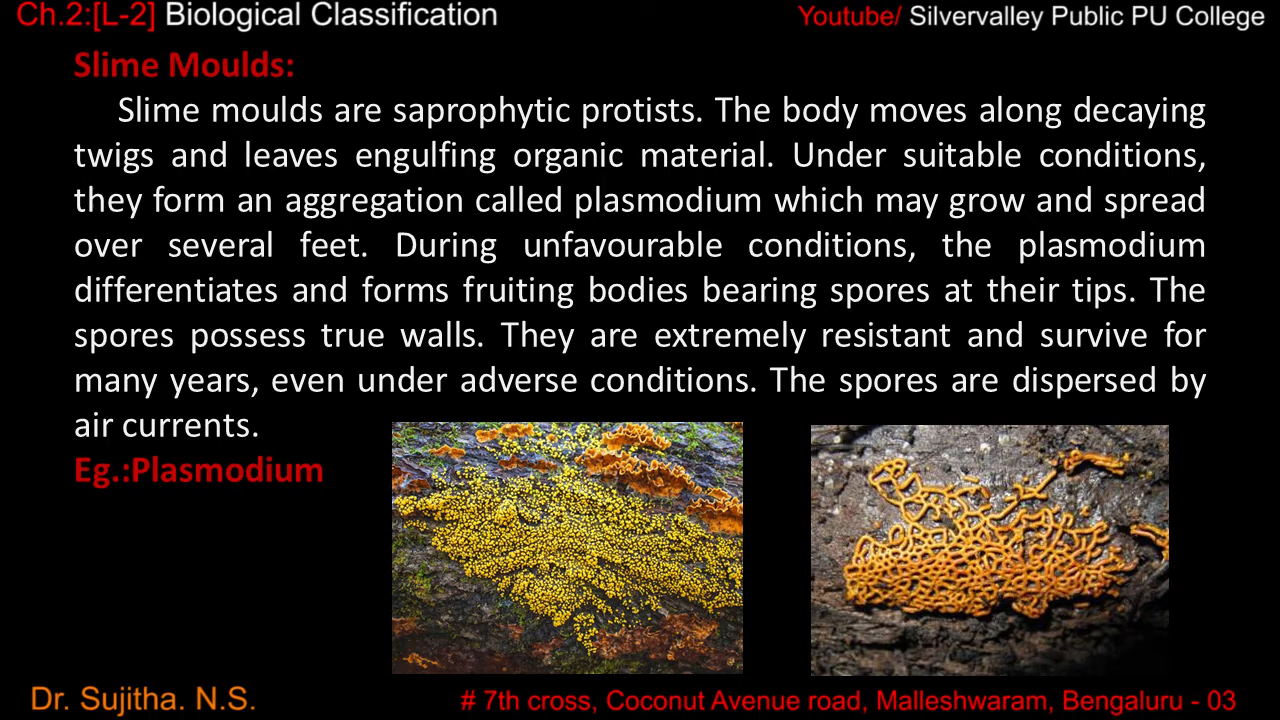 Ch.2:[L-2] Biological Classification
Youtube/ Silvervalley Public PU College
Slime Moulds:
Slime moulds are saprophytic protists. The body moves along decaying
twigs and leaves engulfing organic material. Under suitable conditions,
they form an aggregation called plasmodium which may grow and spread
over several feet. During unfavourable conditions, the plasmodium
differentiates and forms fruiting bodies bearing spores at their tips. The
spores possess true walls. They are extremely resistant and survive for
many years, even under adverse conditions. The spores are dispersed by
air currents.
Eg.:Plasmodium
Dr. Sujitha. N.S.
# 7th cross, Coconut Avenue road, Malleshwaram, Bengaluru - 03